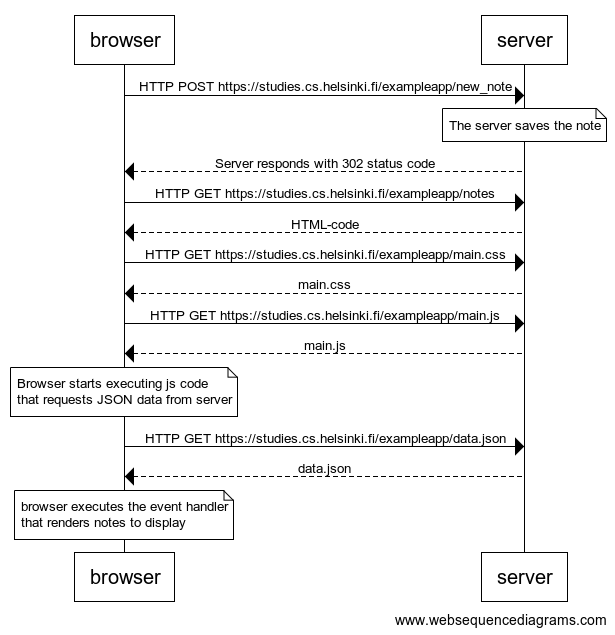 browser
server
HTTP POST https://studies.cs.helsinki.fi/exampleapp/new_note
The server saves the note
Server responds with 302 status code
HTTP GET https://studies.cs.helsinki.fi/exampleapp/notes
HTML-code
HTTP GET https://studies.cs.helsinki.fi/exampleapp/main.css
main.css
HTTP GET https://studies.cs.helsinki.fi/exampleapp/main.js
main.js
Browser starts executing js code
that requests JSON data from server
HTTP GET https://studies.cs.helsinki.fi/exampleapp/data.json
data.json
browser executes the event handler
that renders notes to display
browser
server
www.websequencediagrams.com